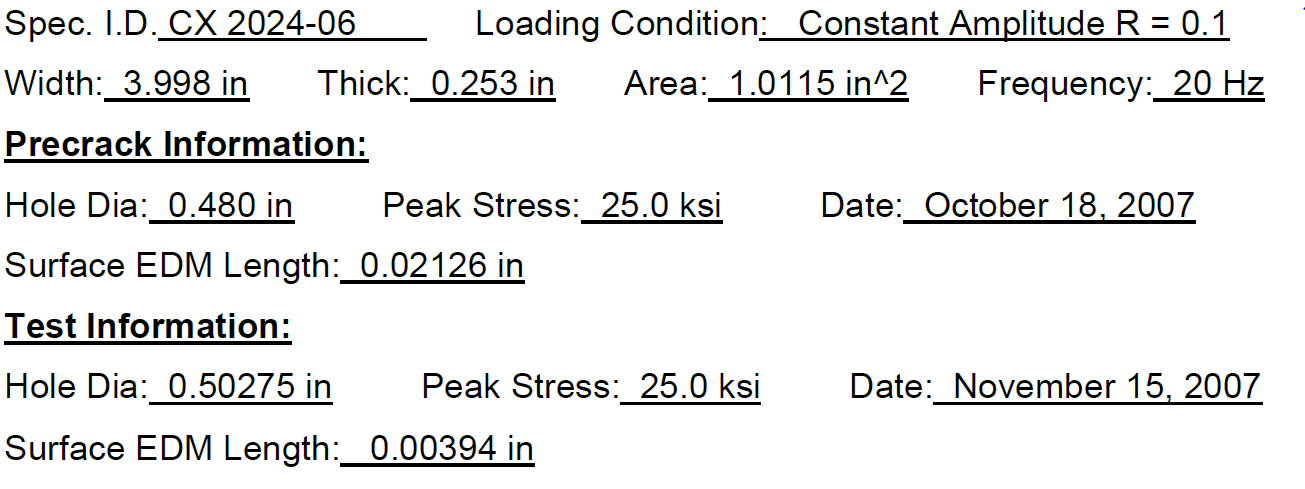 Spec. I.D. CX 2024-06 Loading Condition: Constant Amplitude R = 0.1
Width: 3.998 in Thick: 0.253 in Area: 1.0115 in^2 Frequency: 20 Hz
Precrack Information:
Hole Dia: 0.480 in Peak Stress: 25.0 ksi Date: October 18, 2007
Surface EDM Length: 0.02126 in
Test Information:
Hole Dia: 0.50275 in Peak Stress: 25.0 ksi Date: November 15, 2007
Surface EDM Length: 0.00394 in